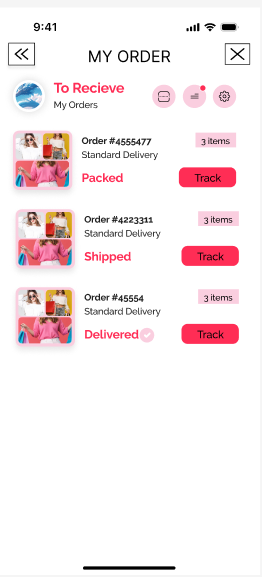 9:41
MY ORDER
To Recieve
My Orders
Order #4555477
3 items
Standard Delivery
Packed
Track
Order #4223311
3 items
Standard Delivery
Shipped
Track
Order #45554
3 items
Standard Delivery
Delivered
Track